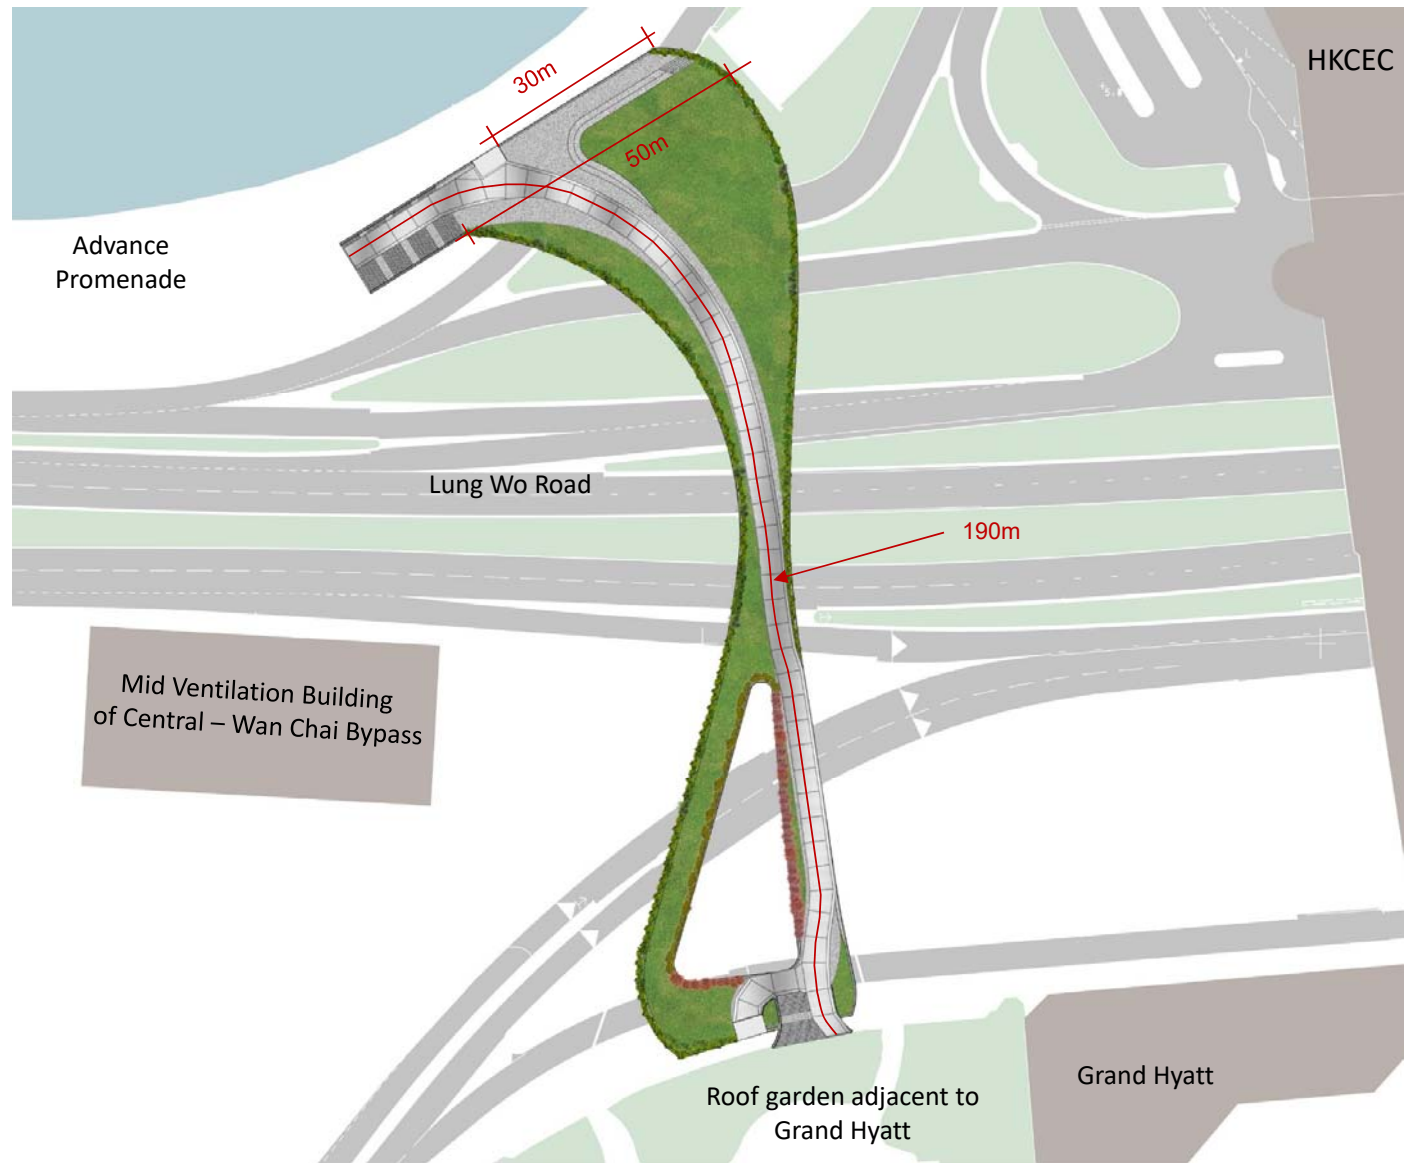 HKCEC
30m
50m
Advance
Promenade
Lung Wo Road
190m
Mid Ventilation Building
of Central – Wan Chai Bypass
Grand Hyatt
Roof garden adjacent to
Grand Hyatt